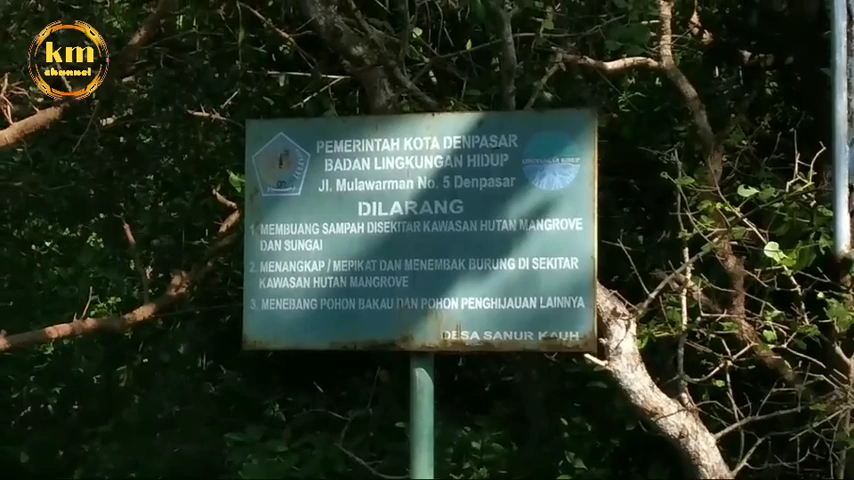 km
channel
PEMERINTAH KOTA DENPASAR
BADAN LINGKUNGAN HIDUP
Jl. Mulawarman No. 5 Denpasar
DILARANG
1. MEMBUANG SAMPAH DISEKITAR KAWASAN HUTAN MANGROVE
DAN SUNGAI
2. MENANGKAP / MEPIKAT DAN MENEMBAK BURUNG DI SEKITAR
KAWASAN HUTAN MANGROVE
3. MENEBANG POHON BAKAU DAN POHON PENGHIJAUAN LAINNYA
DESA SANUR KAUH